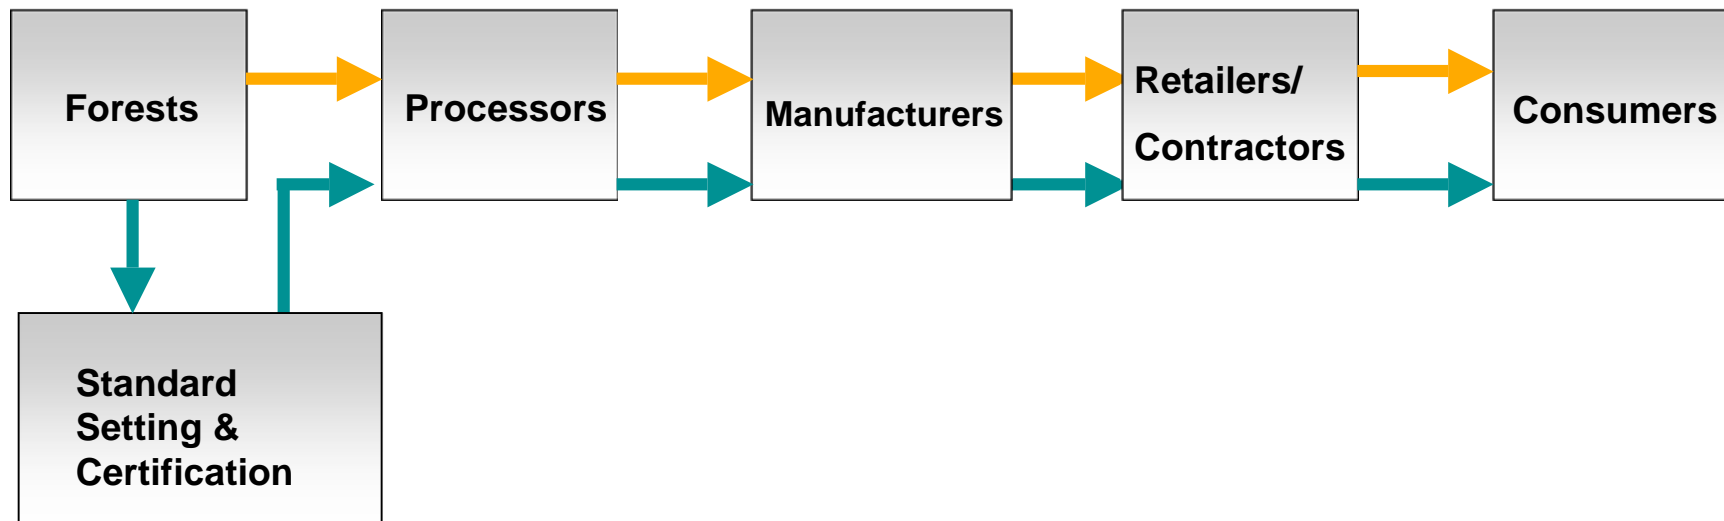 Forests
Processors
Manufacturers
Retailers/
Contractors
Consumers
Standard
Setting &
Certification